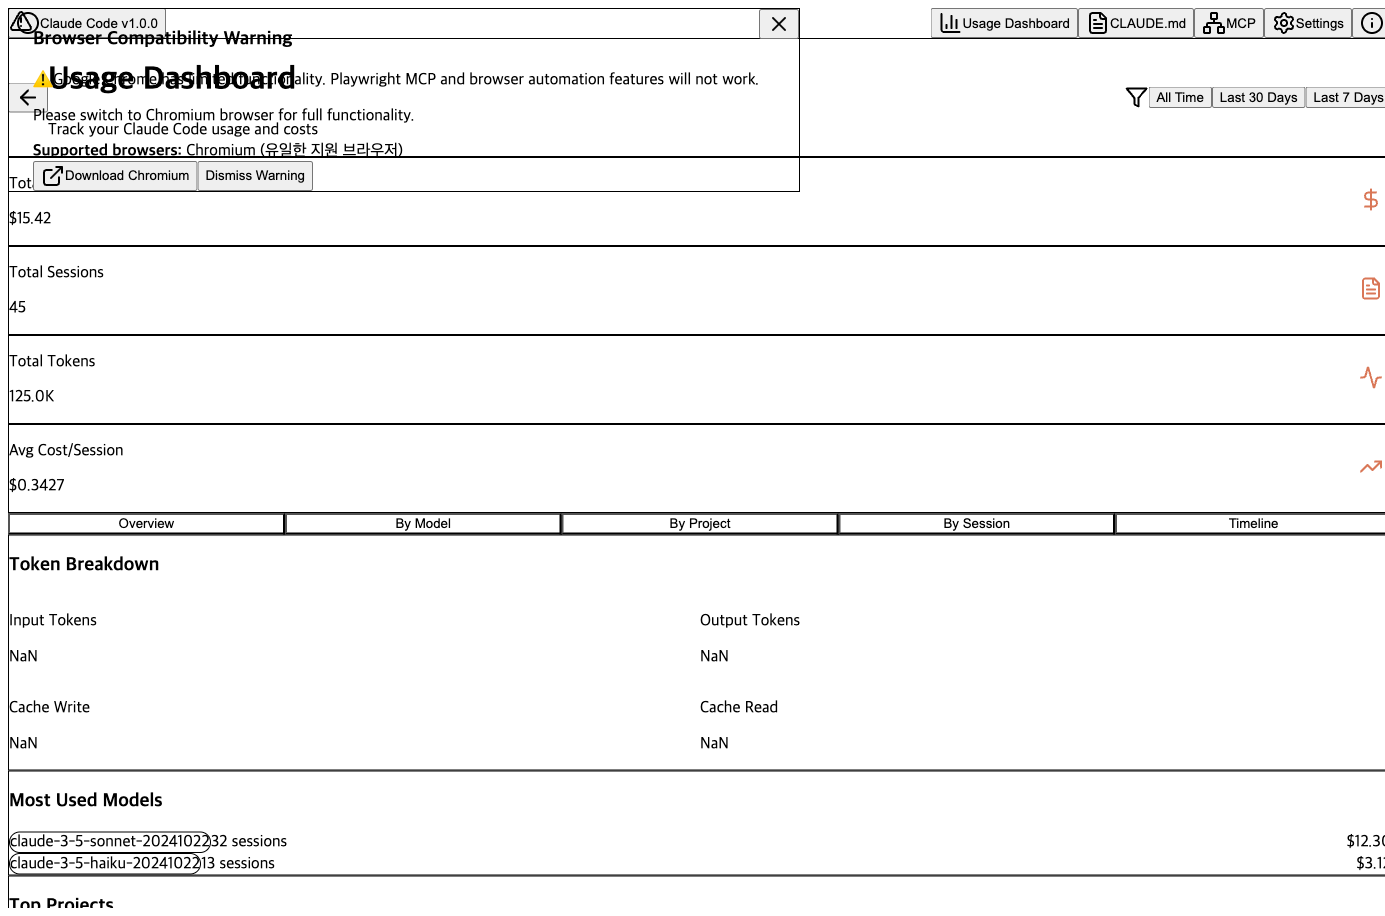 Claude Code v1.0.0
Usage Dashboard
CLAUDE.md
MCP
Settings
Browser Compatibility Warning
⚠️ Google Chrome has limited functionality. Playwright MCP and browser automation features will not work.
Usage Dashboard
Please switch to Chromium browser for full functionality.
Track your Claude Code usage and costs
Supported browsers: Chromium (유일한 지원 브라우저)
Download Chromium
Dismiss Warning
All Time
Last 30 Days
Last 7 Days
$15.42
Total Sessions
45
Total Tokens
125.0K
Avg Cost/Session
$0.3427
Overview
By Model
By Project
By Session
Timeline
Token Breakdown
Input Tokens
Output Tokens
NaN
NaN
Cache Write
Cache Read
NaN
NaN
Most Used Models
claude-3-5-sonnet-20241022 32 sessions
$12.30
claude-3-5-haiku-20241022 13 sessions
$3.12
Top Projects